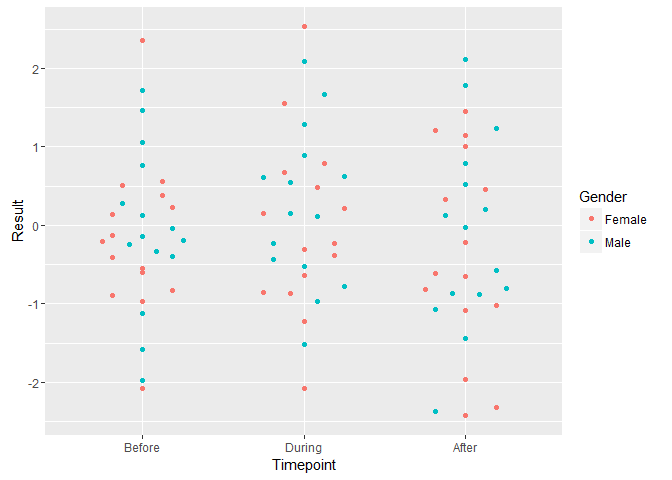 2
1
0
-1
-2
Result
Before During After
Timepoint
Gender
Female
Male